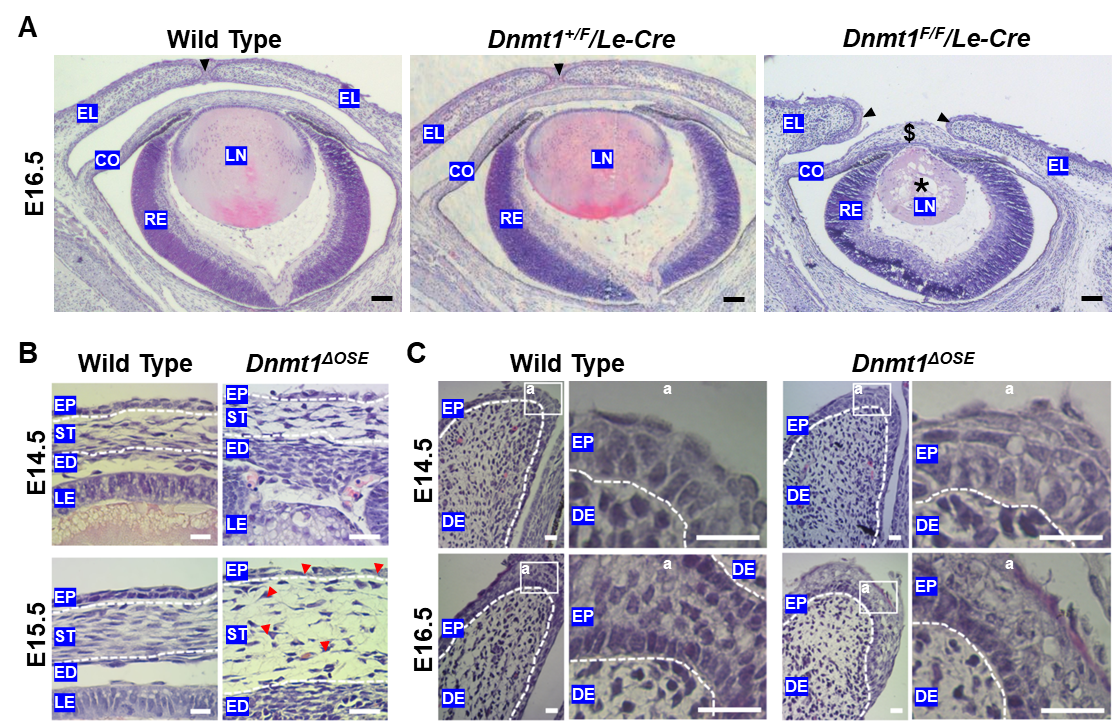 A
Wild Type
Dnmt1+/F/Le-Cre
Dnmt1F/F/Le-Cre
E16.5
EL
EL
CO
LN
RE
EL
CO
LN
RE
EL
$
CO
EL
RE
*
LN
B
Wild Type
Dnmt1ΔOSE
E14.5
EP
ST
ED
LE
EP
ST
ED
LE
E15.5
EP
ST
ED
LE
EP
ST
ED
C
Wild Type
Dnmt1ΔOSE
E14.5
a
EP
DE
a
EP
DE
a
EP
DE
a
EP
DE
E16.5
a
EP
DE
a
DE
EP
DE
a
EP
DE
a
EP
DE